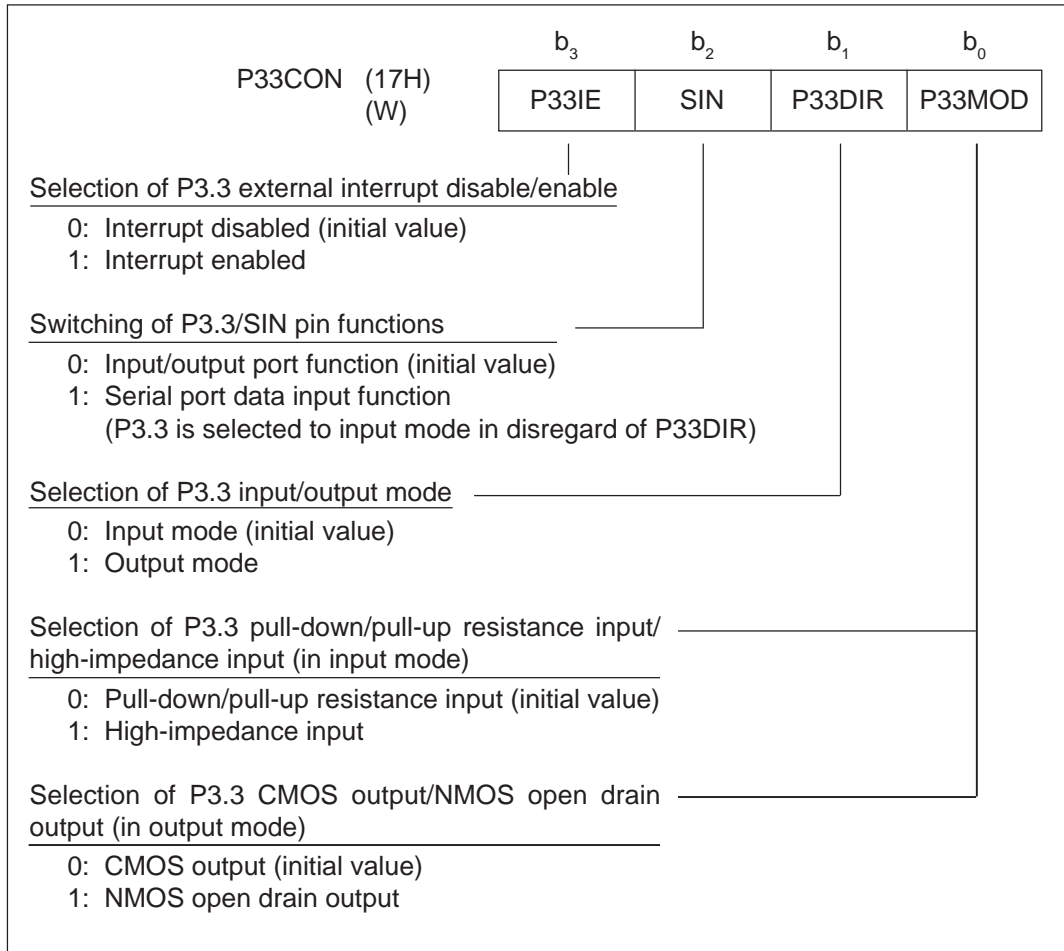 b3 b2 b1 b0
P33CON (17H)
(W)
P33IE SIN P33DIR P33MOD
Selection of P3.3 external interrupt disable/enable
0: Interrupt disabled (initial value)
1: Interrupt enabled
Switching of P3.3/SIN pin functions
0: Input/output port function (initial value)
1: Serial port data input function
(P3.3 is selected to input mode in disregard of P33DIR)
Selection of P3.3 input/output mode
0: Input mode (initial value)
1: Output mode
Selection of P3.3 pull-down/pull-up resistance input/
high-impedance input (in input mode)
0: Pull-down/pull-up resistance input (initial value)
1: High-impedance input
Selection of P3.3 CMOS output/NMOS open drain
output (in output mode)
0: CMOS output (initial value)
1: NMOS open drain output